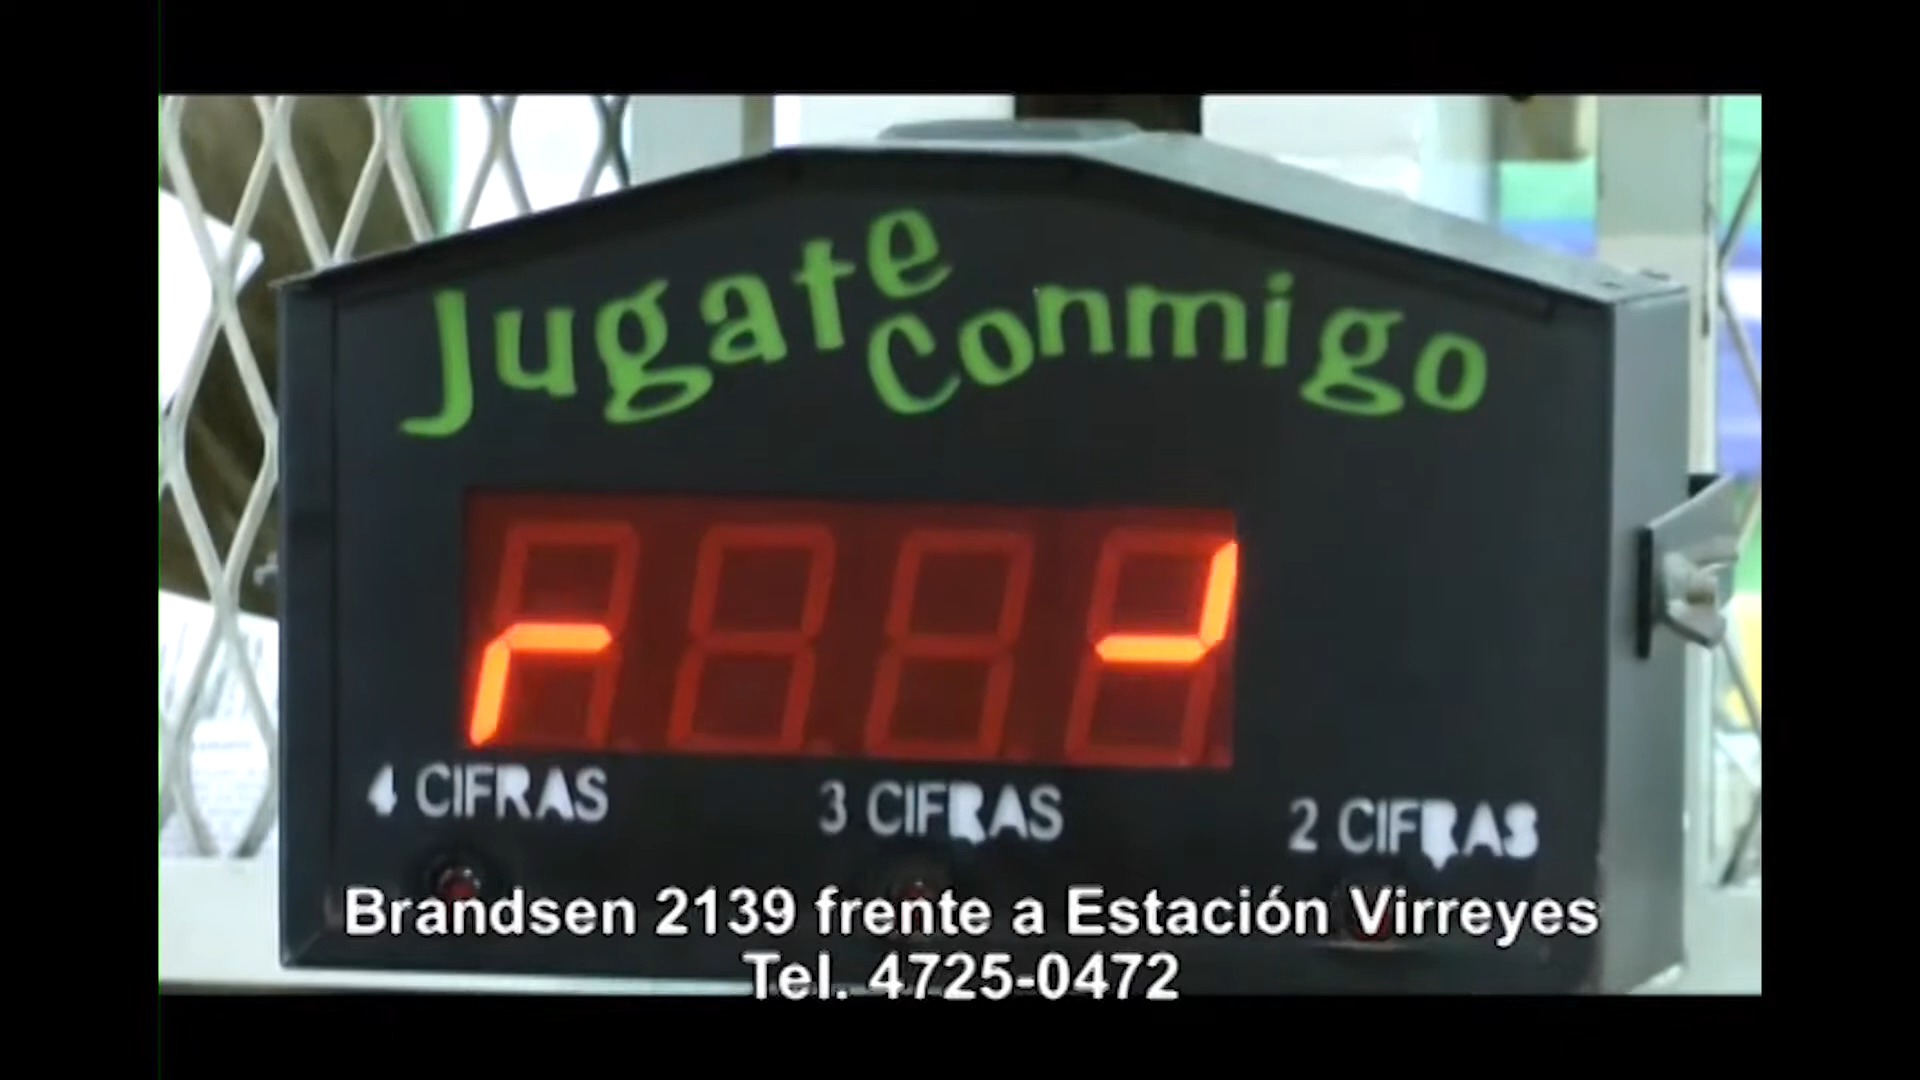 Jugate Conmigo
4 CIFRAS 3 CIFRAS 2 CIFRAS
Brandsen 2139 frente a Estación Virreyes
Tel. 4725-0472